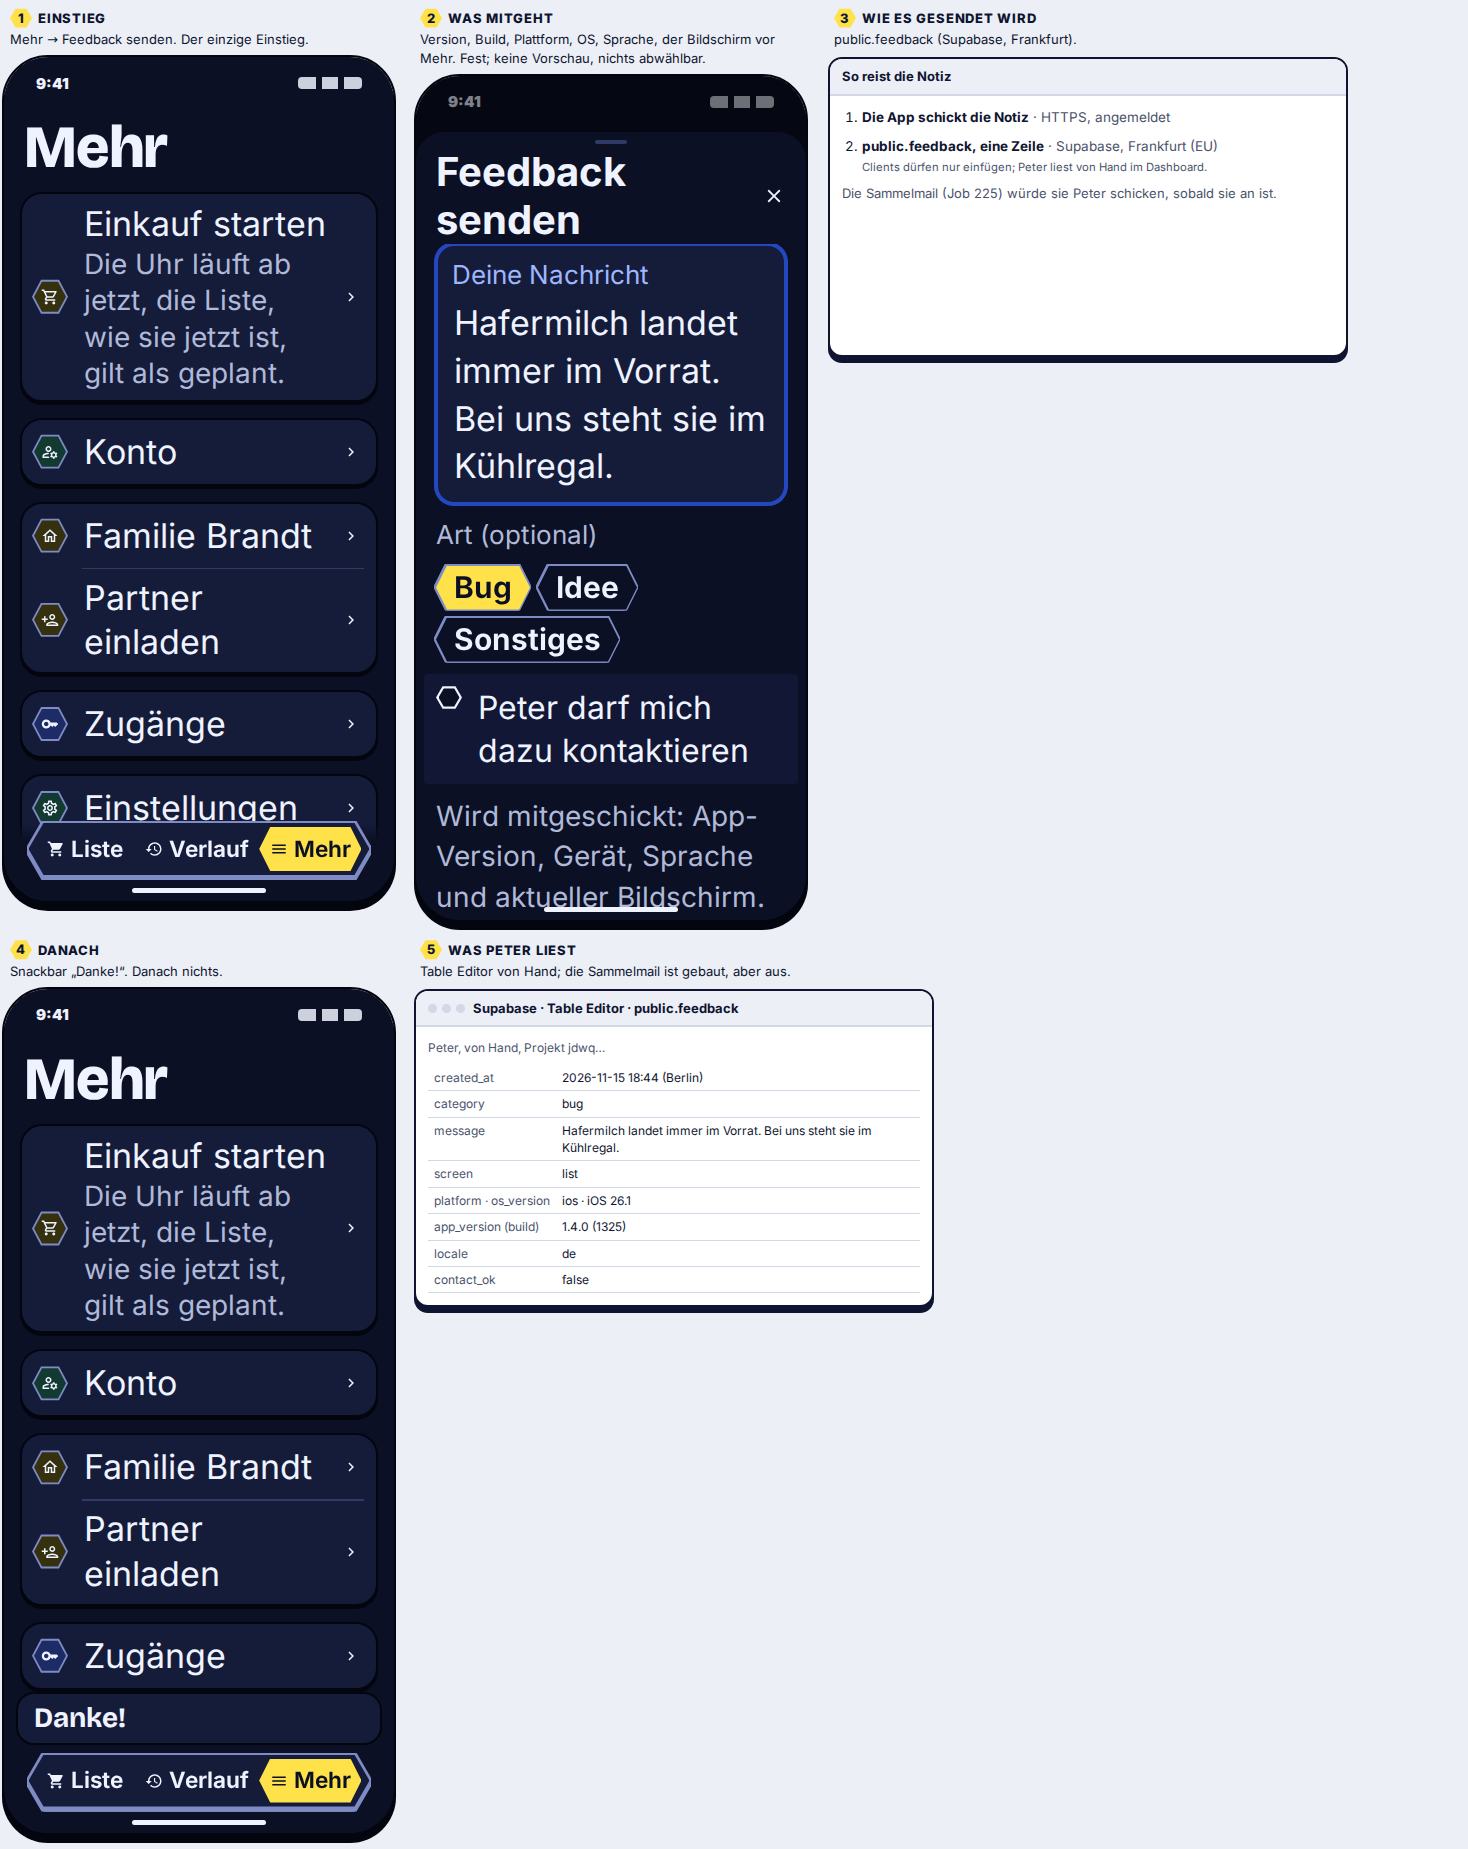 1 EINSTIEG
Mehr → Feedback senden. Der einzige Einstieg.
9:41
Mehr
Einkauf starten
Die Uhr läuft ab
jetzt, die Liste,
wie sie jetzt ist,
gilt als geplant.
Konto
Familie Brandt
Partner
einladen
Zugänge
Einstellungen
Liste
Verlauf
Mehr
2 WAS MITGEHT
Version, Build, Plattform, OS, Sprache, der Bildschirm vor
Mehr. Fest; keine Vorschau, nichts abwählbar.
9:41
Feedback
senden
Deine Nachricht
Hafermilch landet
immer im Vorrat.
Bei uns steht sie im
Kühlregal.
Art (optional)
Bug
Idee
Sonstiges
Peter darf mich
dazu kontaktieren
Wird mitgeschickt: App-
Version, Gerät, Sprache
und aktueller Bildschirm.
3 WIE ES GESENDET WIRD
public.feedback (Supabase, Frankfurt).
So reist die Notiz
1. Die App schickt die Notiz · HTTPS, angemeldet
2. public.feedback, eine Zeile · Supabase, Frankfurt (EU)
Clients dürfen nur einfügen; Peter liest von Hand im Dashboard.
Die Sammelmail (Job 225) würde sie Peter schicken, sobald sie an ist.
4 DANACH
Snackbar „Danke!“. Danach nichts.
9:41
Mehr
Einkauf starten
Die Uhr läuft ab
jetzt, die Liste,
wie sie jetzt ist,
gilt als geplant.
Konto
Familie Brandt
Partner
einladen
Zugänge
Danke!
Liste
Verlauf
Mehr
5 WAS PETER LIEST
Table Editor von Hand; die Sammelmail ist gebaut, aber aus.
Supabase · Table Editor · public.feedback
Peter, von Hand, Projekt jdwq…
created_at 2026-11-15 18:44 (Berlin)
category bug
message Hafermilch landet immer im Vorrat. Bei uns steht sie im
Kühlregal.
screen list
platform · os_version ios · iOS 26.1
app_version (build) 1.4.0 (1325)
locale de
contact_ok false